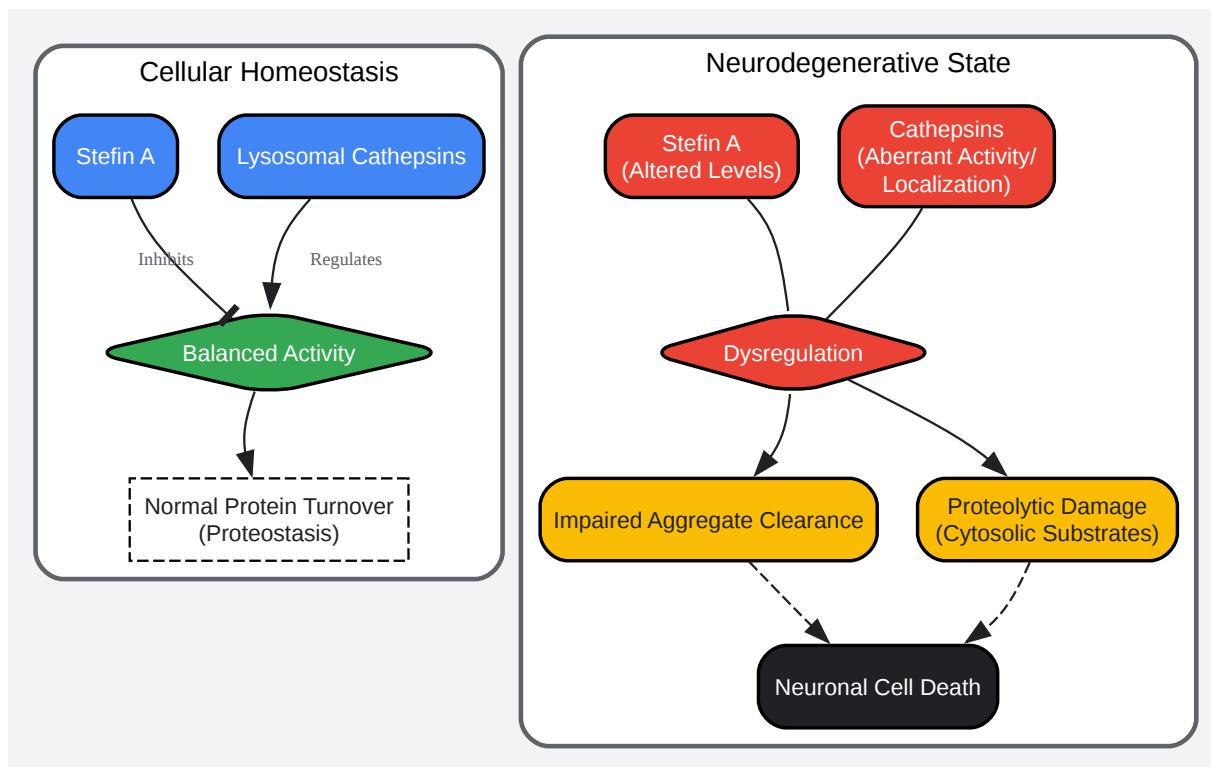 Cellular Homeostasis
Stefin A
Lysosomal Cathepsins
Inhibits
Regulates
Balanced Activity
Normal Protein Turnover
(Proteostasis)
Neurodegenerative State
Stefin A
(Altered Levels)
Cathepsins
(Aberrant Activity/
Localization)
Dysregulation
Impaired Aggregate Clearance
Proteolytic Damage
(Cytosolic Substrates)
Neuronal Cell Death